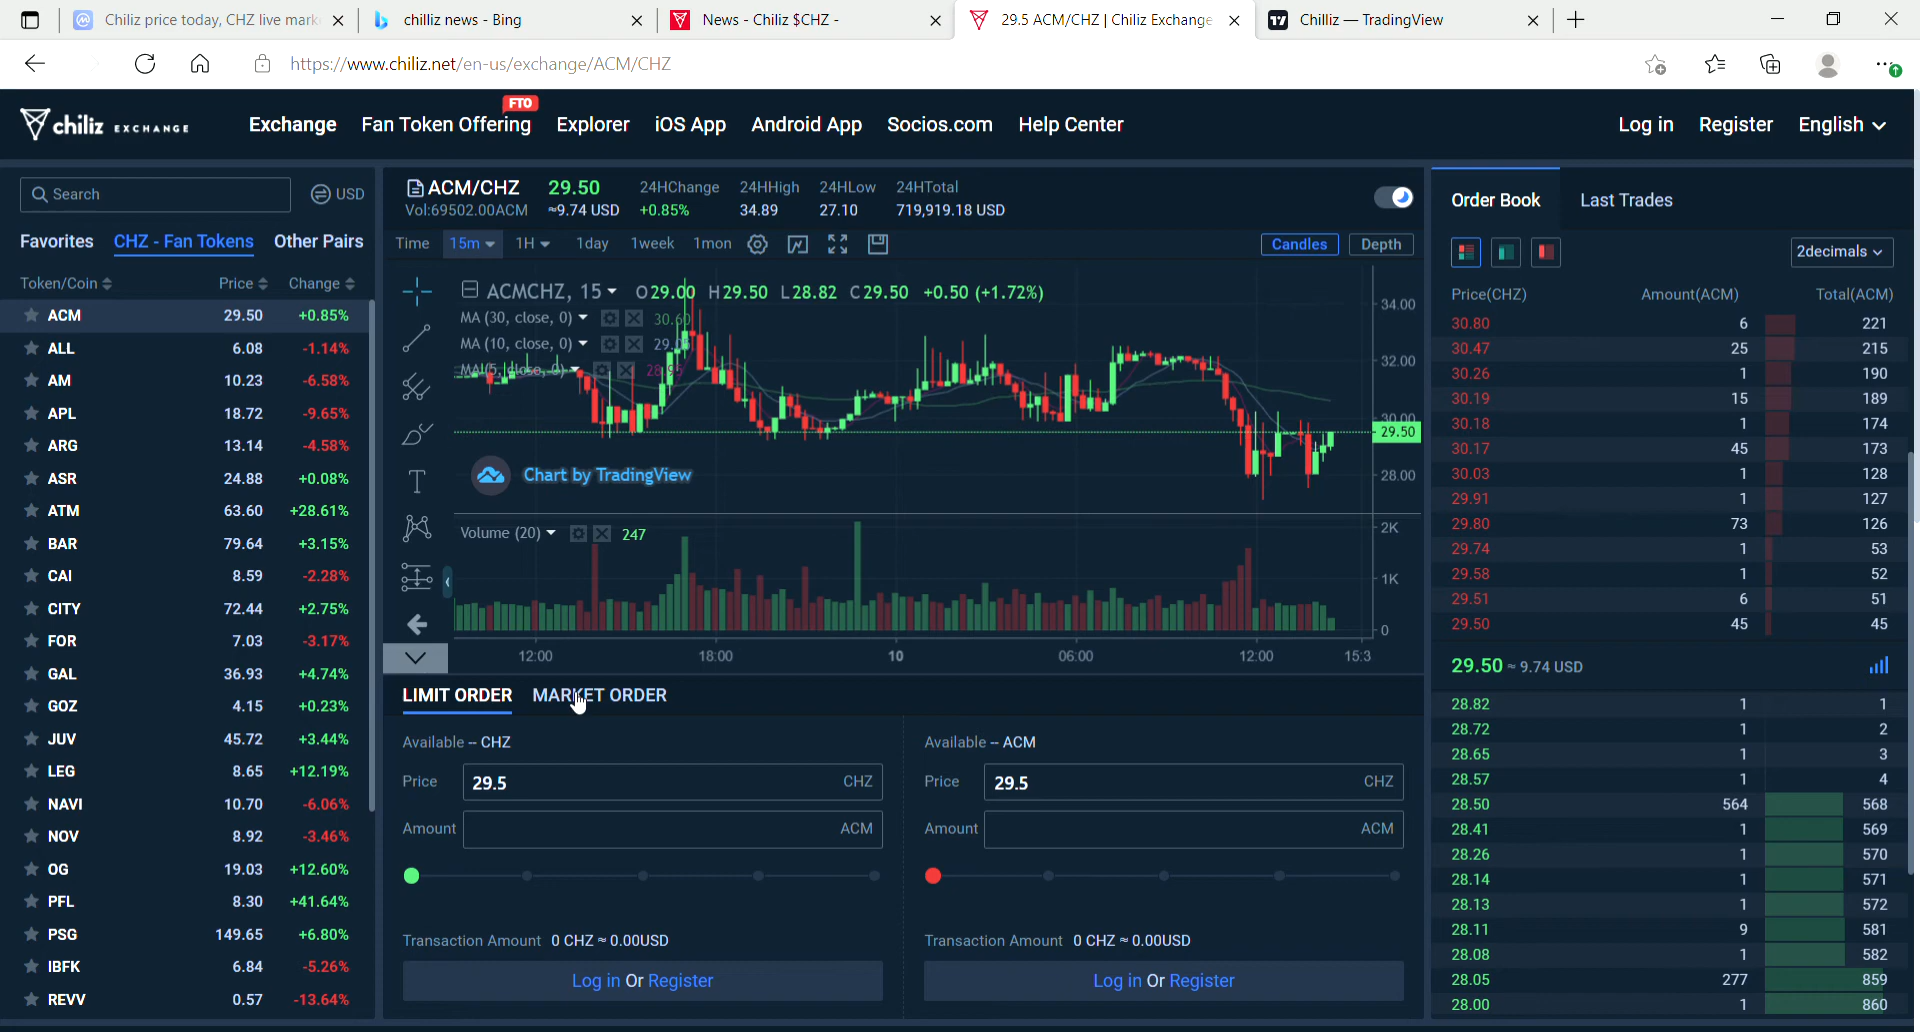 Chiliz price today, CHZ live mark
chilliz news - Bing
News - Chiliz $CHZ -
29.5 ACM/CHZ | Chiliz Exchange
Chilliz — TradingView
https://www.chiliz.net/en-us/exchange/ACM/CHZ
chiliz EXCHANGE
Exchange
FTO
Fan Token Offering
Explorer
iOS App
Android App
Socios.com
Help Center
Log in
Register
English
Search
USD
Favorites
CHZ - Fan Tokens
Other Pairs
Token/Coin Price Change
ACM 29.50 +0.85%
ALL 6.08 -1.14%
AM 10.23 -6.58%
APL 18.72 -9.65%
ARG 13.14 -4.58%
ASR 24.88 +0.08%
ATM 63.60 +28.61%
BAR 79.64 +3.15%
CAI 8.59 -2.28%
CITY 72.44 +2.75%
FOR 7.03 -3.17%
GAL 36.93 +4.74%
GOZ 4.15 +0.23%
JUV 45.72 +3.44%
LEG 8.65 +12.19%
NAVI 10.70 -6.06%
NOV 8.92 -3.46%
OG 19.03 +12.60%
PFL 8.30 +41.64%
PSG 149.65 +6.80%
IBFK 6.84 -5.26%
REVV 0.57 -13.64%
ACM/CHZ 29.50 24HChange 24HHigh 24HLow 24HTotal
Vol:69502.00ACM ≈9.74 USD +0.85% 34.89 27.10 719,919.18 USD
Time 15m 1H 1day 1week 1mon
Candles Depth
ACMCHZ, 15 O29.00 H29.50 L28.82 C29.50 +0.50 (+1.72%)
MA (30, close, 0) 30.60
MA (10, close, 0)
MA (5, close, 0)
34.00
32.00
30.00
29.50
28.00
Chart by TradingView
Volume (20) 247
2K
1K
0
12:00 18:00 10 06:00 12:00 15:3
LIMIT ORDER MARKET ORDER
Available -- CHZ
Price 29.5 CHZ
Amount ACM
Transaction Amount 0 CHZ ≈ 0.00USD
Log in Or Register
Available -- ACM
Price 29.5 CHZ
Amount ACM
Transaction Amount 0 CHZ ≈ 0.00USD
Log in Or Register
Order Book Last Trades
2decimals
Price(CHZ) Amount(ACM) Total(ACM)
30.80 6 221
30.47 25 215
30.26 1 190
30.19 15 189
30.18 1 174
30.17 45 173
30.03 1 128
29.91 1 127
29.80 73 126
29.74 1 53
29.58 1 52
29.51 6 51
29.50 45 45
29.50 ≈ 9.74 USD
28.82 1 1
28.72 1 2
28.65 1 3
28.57 1 4
28.50 564 568
28.41 1 569
28.26 1 570
28.14 1 571
28.13 1 572
28.11 9 581
28.08 1 582
28.05 277 859
28.00 1 860